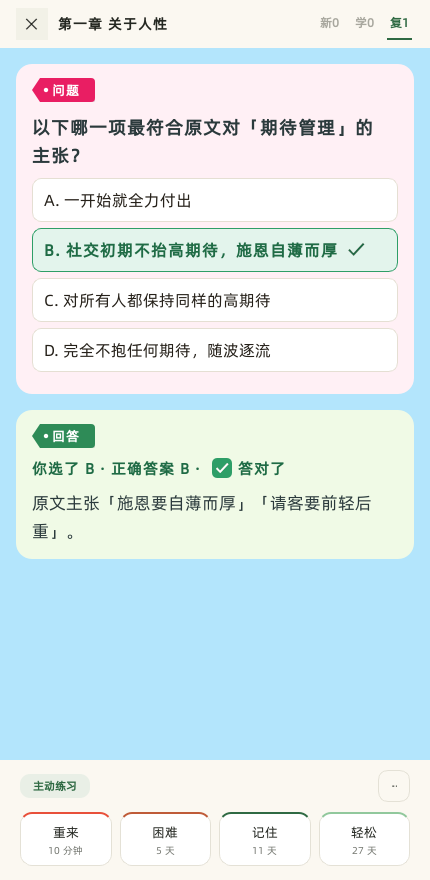 第一章 关于人性
新0 学0 复1
问题
以下哪一项最符合原文对「期待管理」的
主张？
A. 一开始就全力付出
B. 社交初期不抬高期待，施恩自薄而厚
C. 对所有人都保持同样的高期待
D. 完全不抱任何期待，随波逐流
回答
你选了 B · 正确答案 B · 答对了
原文主张「施恩要自薄而厚」「请客要前轻后
重」。
主动练习
重来 困难 记住 轻松
10 分钟 5 天 11 天 27 天